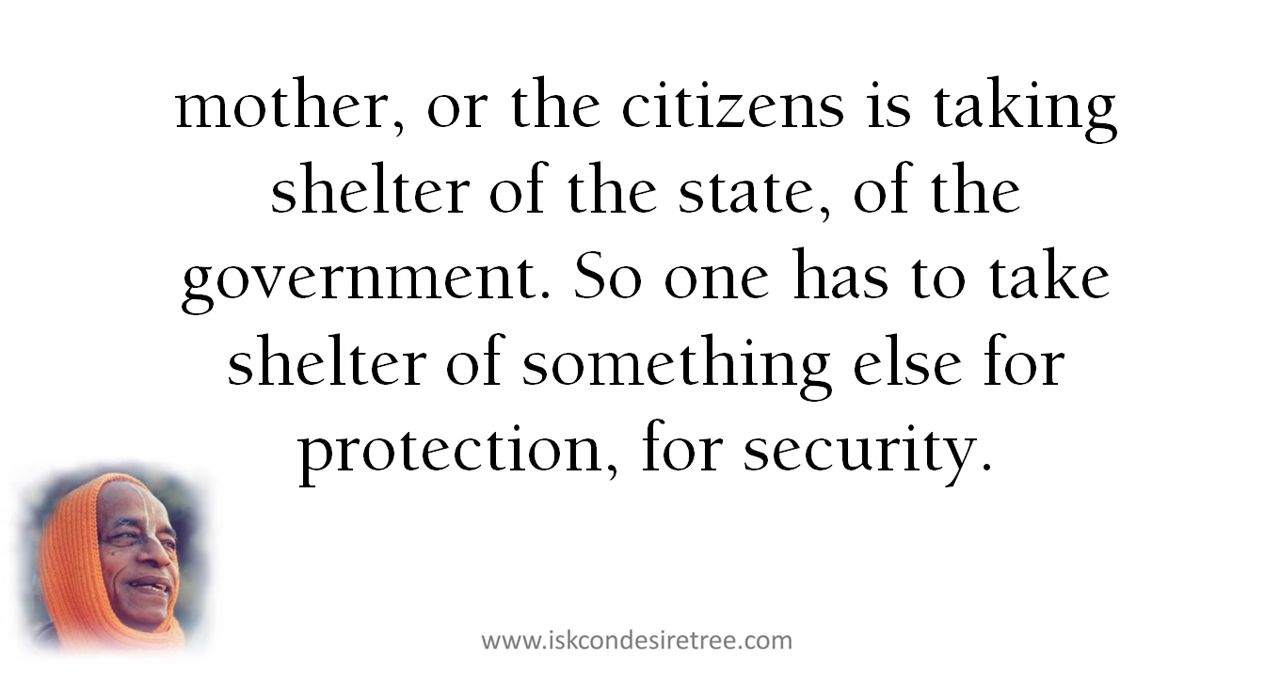 mother, or the citizens is taking
shelter of the state, of the
government. So one has to take
shelter of something else for
protection, for security.
www.iskcondesiretree.com